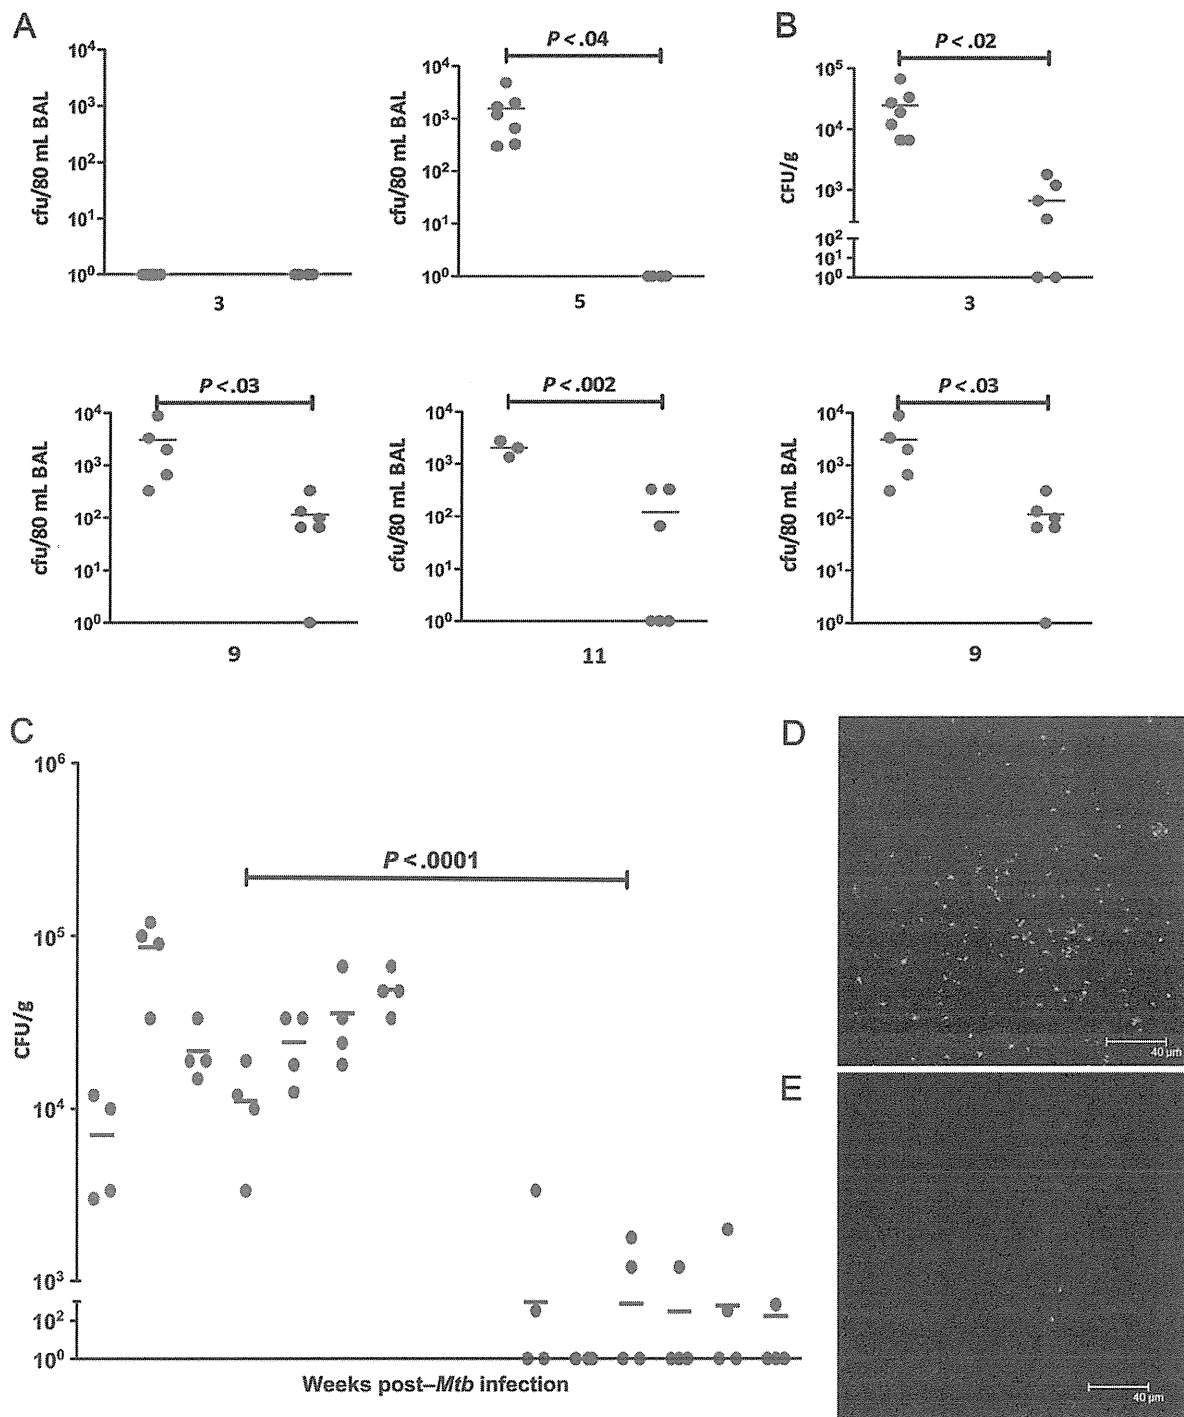 A
B
P < .04
P < .02
cfu/80 mL BAL
10⁴
10³
10²
10¹
10⁰
3
cfu/80 mL BAL
10⁴
10³
10²
10¹
10⁰
5
CFU/g
10⁵
10⁴
10³
10²
10¹
10⁰
3
P < .03
P < .002
P < .03
cfu/80 mL BAL
10⁴
10³
10²
10¹
10⁰
9
cfu/80 mL BAL
10⁴
10³
10²
10¹
10⁰
11
cfu/80 mL BAL
10⁴
10³
10²
10¹
10⁰
9
C
CFU/g
10⁶
P < .0001
10⁵
10⁴
10³
10²
10⁰
Weeks post–Mtb infection
D
40 µm
E
40 µm